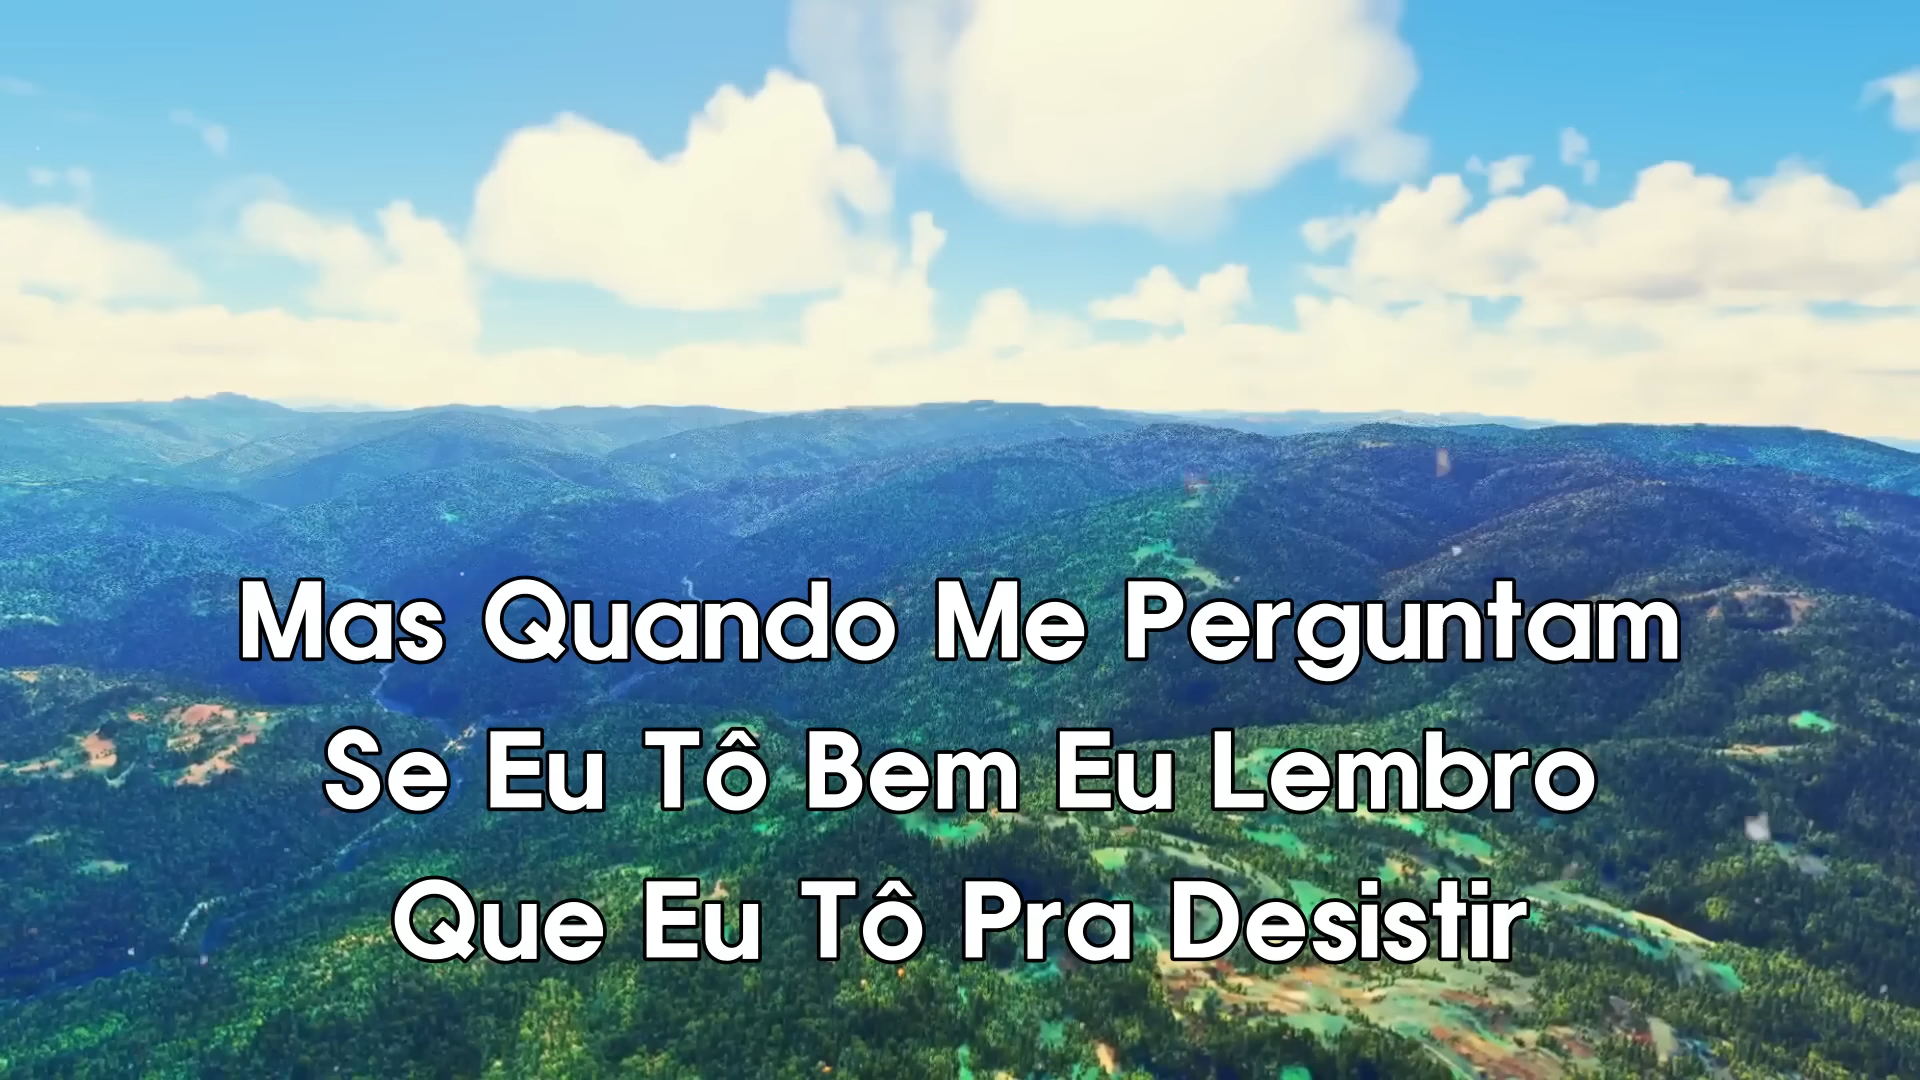 Mas Quando Me Perguntam
Se Eu Tô Bem Eu Lembro
Que Eu Tô Pra Desistir